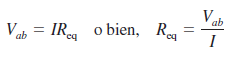 V_ab = IR_eq o bien, R_eq = V_ab / I